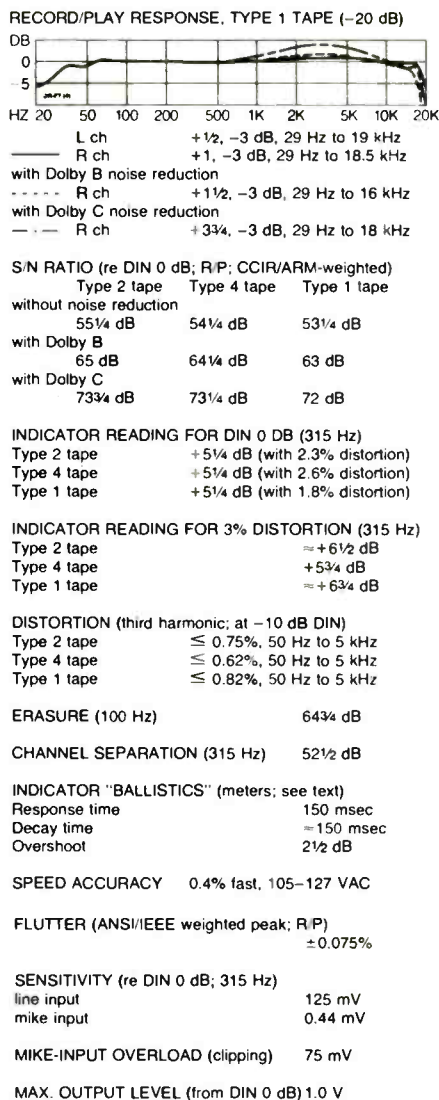 RECORD/PLAY RESPONSE, TYPE 1 TAPE (−20 dB)
DB
0
−5
HZ 20 50 100 200 500 1K 2K 5K 10K 20K
L ch +½, −3 dB, 29 Hz to 19 kHz
R ch +1, −3 dB, 29 Hz to 18.5 kHz
with Dolby B noise reduction
R ch +1½, −3 dB, 29 Hz to 16 kHz
with Dolby C noise reduction
R ch +3¾, −3 dB, 29 Hz to 18 kHz
S/N RATIO (re DIN 0 dB; R/P; CCIR/ARM-weighted)
Type 2 tape Type 4 tape Type 1 tape
without noise reduction
55¼ dB 54¼ dB 53¼ dB
with Dolby B
65 dB 64¼ dB 63 dB
with Dolby C
73¾ dB 73¼ dB 72 dB
INDICATOR READING FOR DIN 0 DB (315 Hz)
Type 2 tape +5¼ dB (with 2.3% distortion)
Type 4 tape +5¼ dB (with 2.6% distortion)
Type 1 tape +5¼ dB (with 1.8% distortion)
INDICATOR READING FOR 3% DISTORTION (315 Hz)
Type 2 tape ≈+6½ dB
Type 4 tape +5¾ dB
Type 1 tape ≈+6¾ dB
DISTORTION (third harmonic; at −10 dB DIN)
Type 2 tape ≤ 0.75%, 50 Hz to 5 kHz
Type 4 tape ≤ 0.62%, 50 Hz to 5 kHz
Type 1 tape ≤ 0.82%, 50 Hz to 5 kHz
ERASURE (100 Hz) 64¾ dB
CHANNEL SEPARATION (315 Hz) 52½ dB
INDICATOR "BALLISTICS" (meters; see text)
Response time 150 msec
Decay time ≈150 msec
Overshoot 2½ dB
SPEED ACCURACY 0.4% fast, 105–127 VAC
FLUTTER (ANSI/IEEE weighted peak; R/P)
±0.075%
SENSITIVITY (re DIN 0 dB; 315 Hz)
line input 125 mV
mike input 0.44 mV
MIKE-INPUT OVERLOAD (clipping) 75 mV
MAX. OUTPUT LEVEL (from DIN 0 dB) 1.0 V